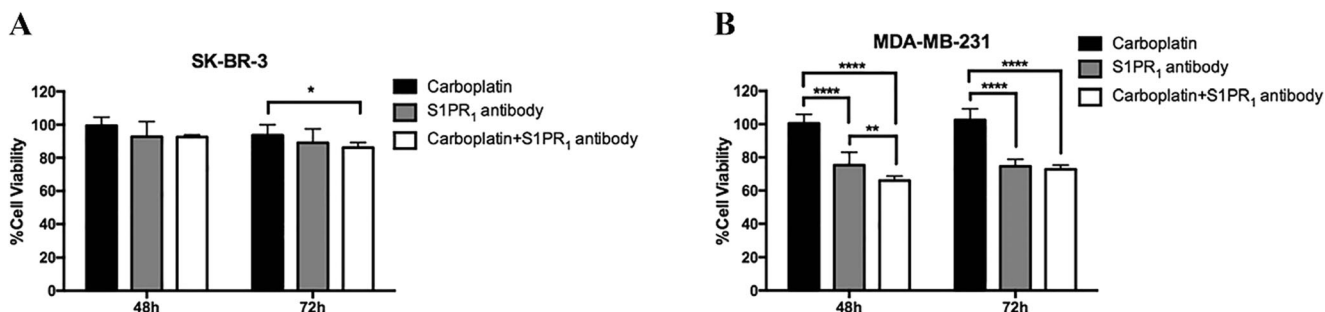 A
SK-BR-3
Carboplatin
S1PR₁ antibody
Carboplatin+S1PR₁ antibody
%Cell Viability
120
100
80
60
40
20
0
*
48h
72h
B
MDA-MB-231
Carboplatin
S1PR₁ antibody
Carboplatin+S1PR₁ antibody
%Cell Viability
120
100
80
60
40
20
0
****
****
**
****
****
48h
72h